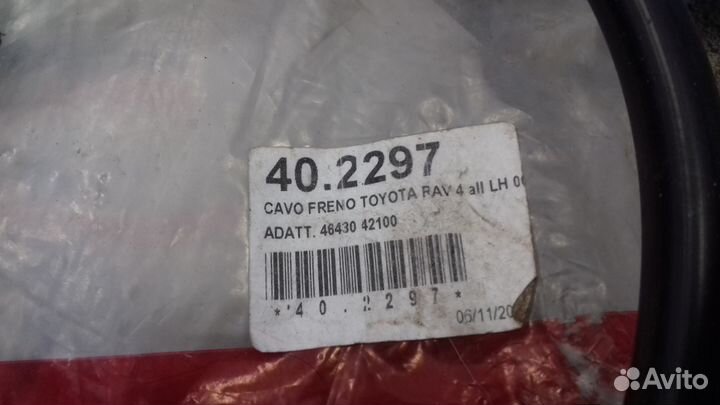 40.2297
CAVO FRENO TOYOTA RAV 4 all LH
ADATT. 46430 42100
*40.2297*
06/11/20
Avito